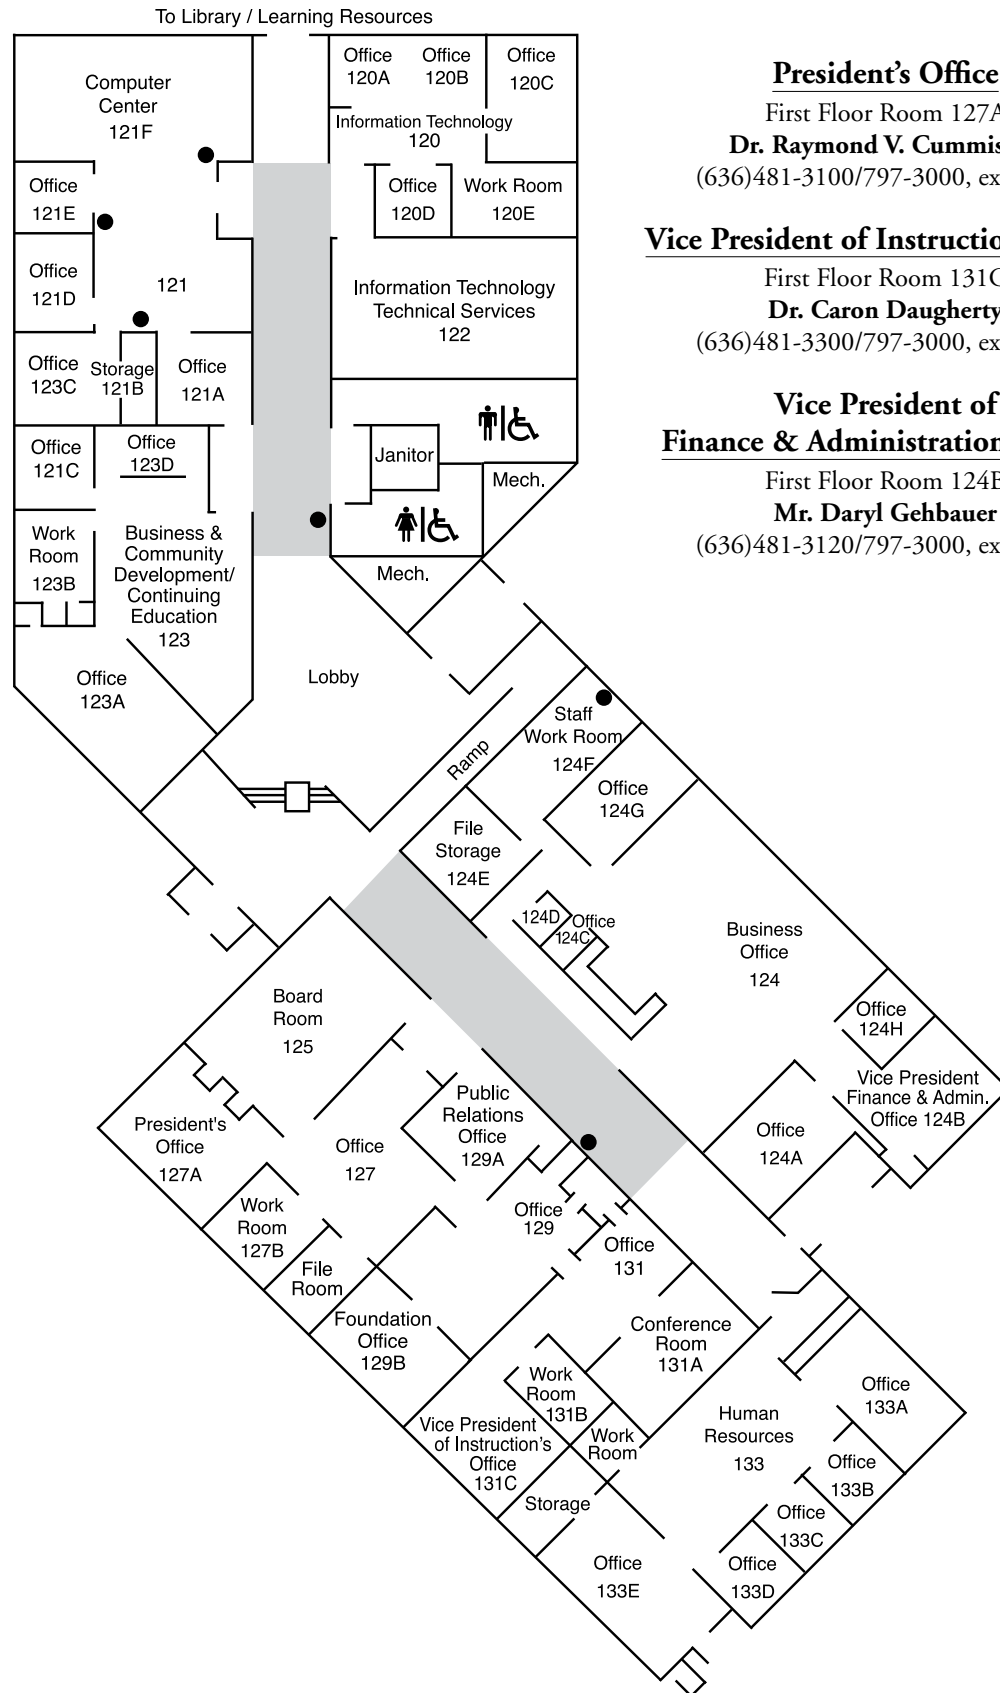 To Library / Learning Resources
Computer
Center
121F
Office
120A
Office
120B
Office
120C
Information Technology
120
Office
121E
Office
120D
Work Room
120E
Office
121D
121
Information Technology
Technical Services
122
Office
123C
Storage
121B
Office
121A
Office
121C
Office
123D
Janitor
Mech.
Work
Room
123B
Business &
Community
Development/
Continuing
Education
123
Mech.
Office
123A
Lobby
Ramp
Staff
Work Room
124F
Office
124G
File
Storage
124E
124D
Office
124C
Business
Office
124
Office
124H
Vice President
Finance & Admin.
Office 124B
Office
124A
Board
Room
125
President's
Office
127A
Office
127
Public
Relations
Office
129A
Work
Room
127B
File
Room
Office
129
Office
131
Foundation
Office
129B
Conference
Room
131A
Work
Room
131B
Work
Room
Vice President
of Instruction's
Office
131C
Storage
Human
Resources
133
Office
133A
Office
133B
Office
133C
Office
133D
Office
133E
President's Office
First Floor Room 127A
Dr. Raymond V. Cummis
(636)481-3100/797-3000, ex
Vice President of Instructio
First Floor Room 131C
Dr. Caron Daugherty
(636)481-3300/797-3000, ex
Vice President of
Finance & Administration
First Floor Room 124B
Mr. Daryl Gehbauer
(636)481-3120/797-3000, ex